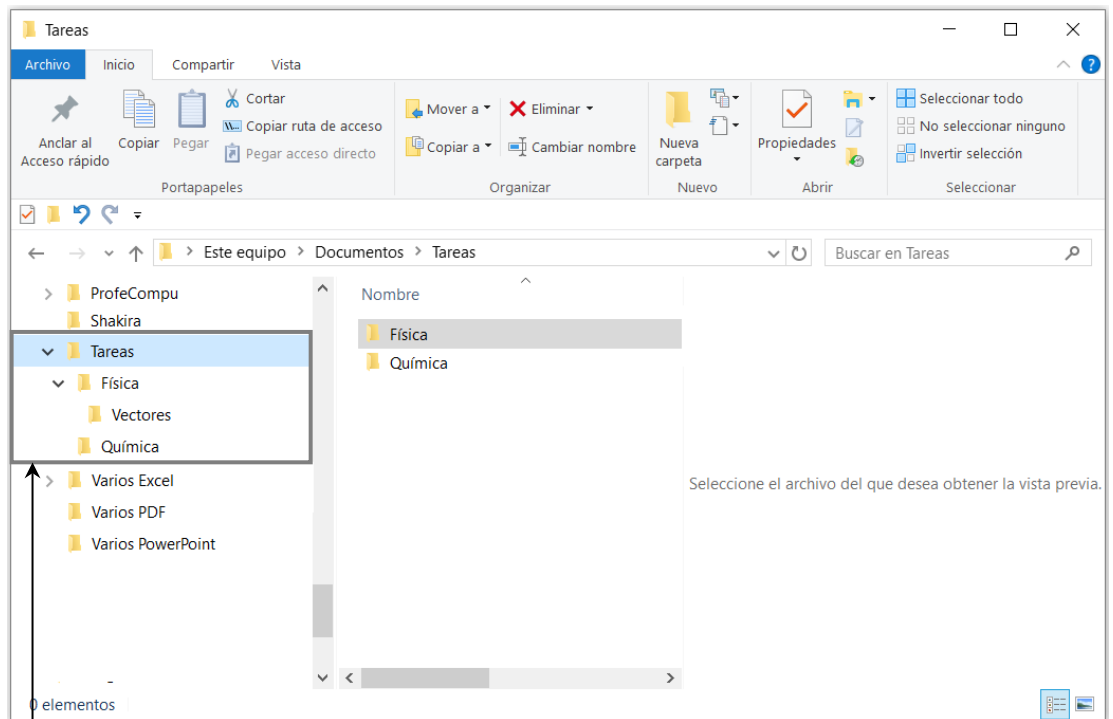 Tareas
Archivo Inicio Compartir Vista
Anclar al Acceso rápido
Copiar
Pegar
Cortar
Copiar ruta de acceso
Pegar acceso directo
Portapapeles
Mover a
Copiar a
Eliminar
Cambiar nombre
Organizar
Nueva carpeta
Nuevo
Propiedades
Abrir
Seleccionar todo
No seleccionar ninguno
Invertir selección
Seleccionar
Este equipo > Documentos > Tareas
Buscar en Tareas
ProfeCompu
Shakira
Tareas
Física
Vectores
Química
Varios Excel
Varios PDF
Varios PowerPoint
Nombre
Física
Química
Seleccione el archivo del que desea obtener la vista previa.
0 elementos